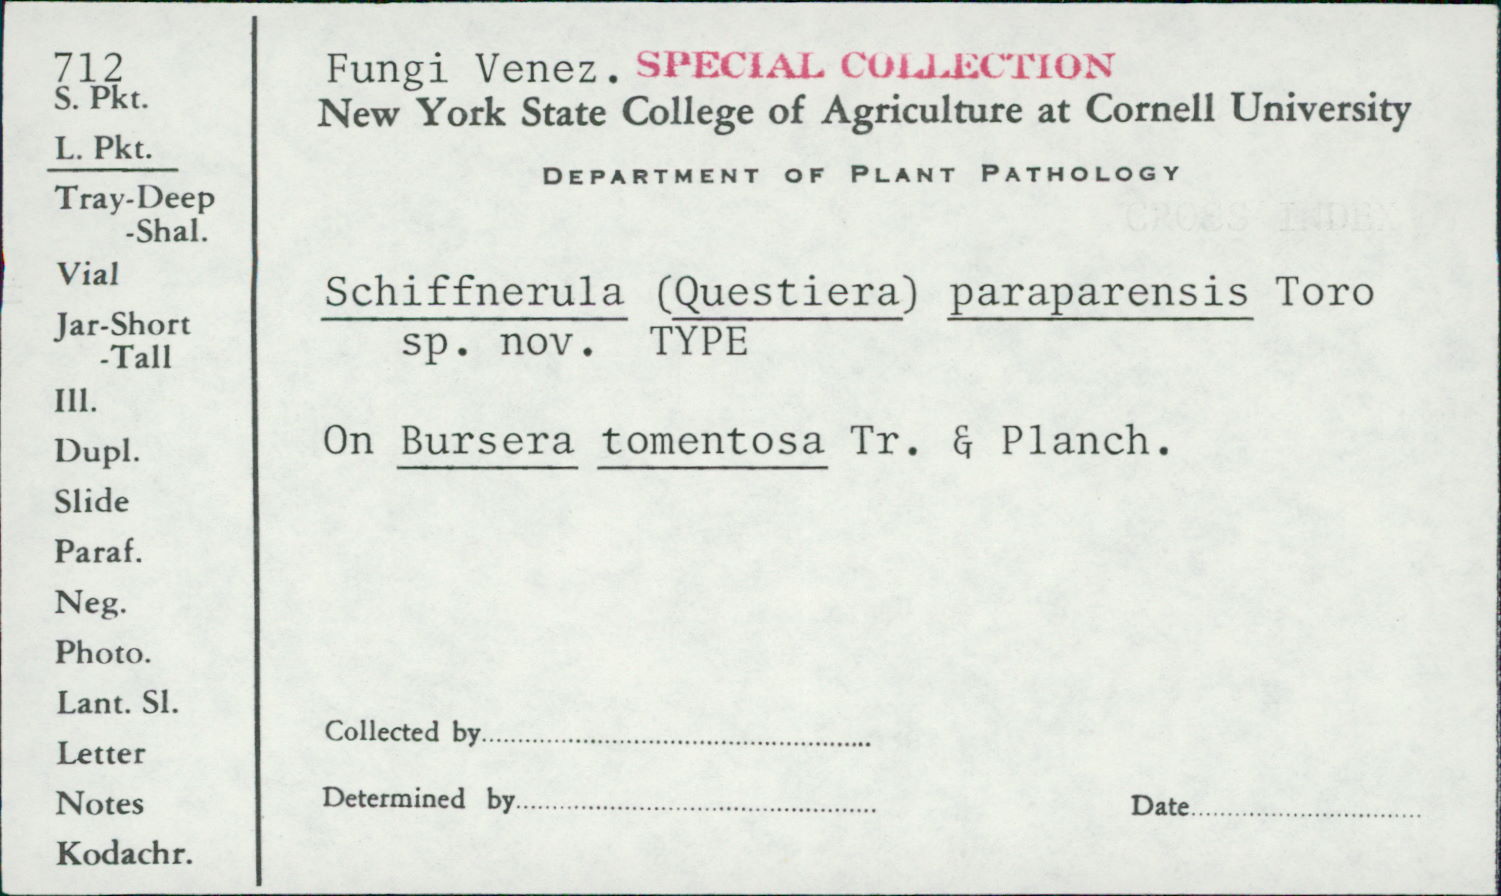 712
S. Pkt.
L. Pkt.
Tray-Deep
-Shal.
Vial
Jar-Short
-Tall
Ill.
Dupl.
Slide
Paraf.
Neg.
Photo.
Lant. Sl.
Letter
Notes
Kodachr.
Fungi Venez. SPECIAL COLLECTION
New York State College of Agriculture at Cornell University
DEPARTMENT OF PLANT PATHOLOGY
CROSS INDEX
Schiffnerula (Questiera) paraparensis Toro
sp. nov. TYPE
On Bursera tomentosa Tr. & Planch.
Collected by
Determined by
Date